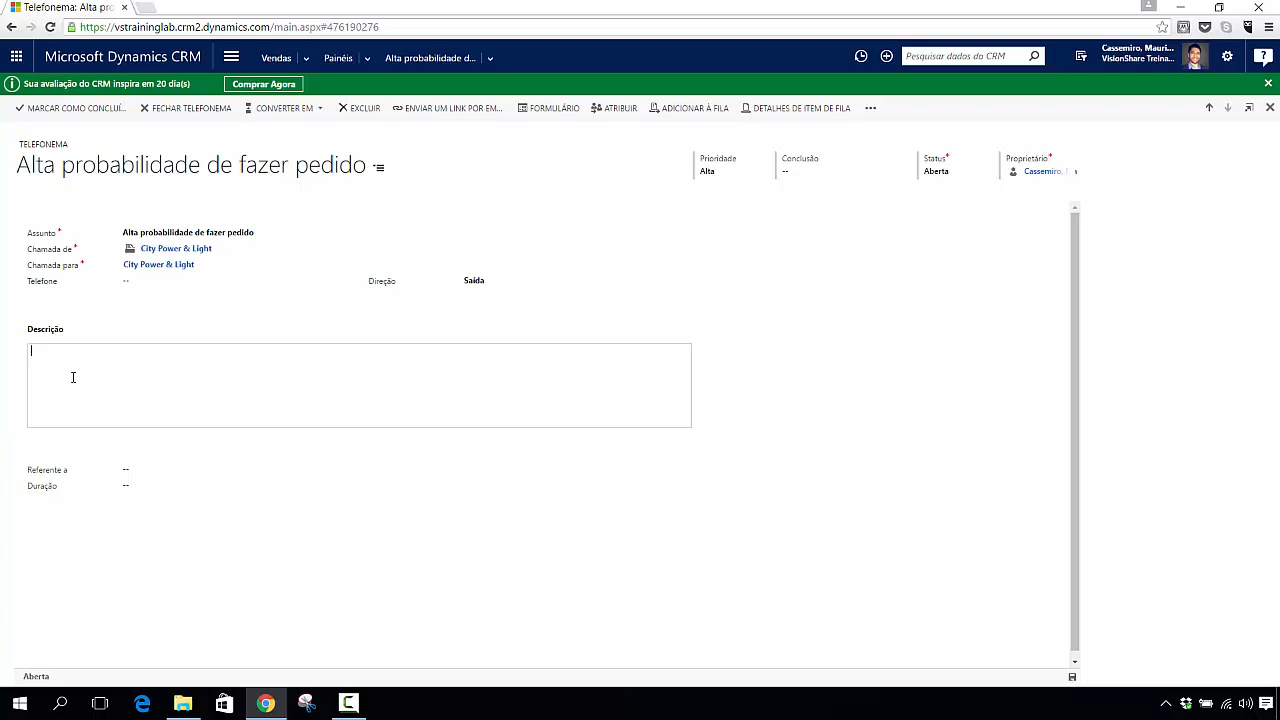 Telefonema: Alta pro
https://vstraininglab.crm2.dynamics.com/main.aspx#476190276
Microsoft Dynamics CRM
Vendas
Painéis
Alta probabilidade d...
Pesquisar dados do CRM
Cassemiro, Mauri...
VisionShare Treina...
Sua avaliação do CRM inspira em 20 dia(s)
Comprar Agora
MARCAR COMO CONCLUÍ...
FECHAR TELEFONEMA
CONVERTER EM
EXCLUIR
ENVIAR UM LINK POR EM...
FORMULÁRIO
ATRIBUIR
ADICIONAR À FILA
DETALHES DE ITEM DE FILA
TELEFONEMA
Alta probabilidade de fazer pedido
Prioridade
Alta
Conclusão
--
Status*
Aberta
Proprietário*
Cassemiro,
Assunto * Alta probabilidade de fazer pedido
Chamada de * City Power & Light
Chamada para * City Power & Light
Telefone -- Direção Saída
Descrição
Referente a --
Duração --
Aberta